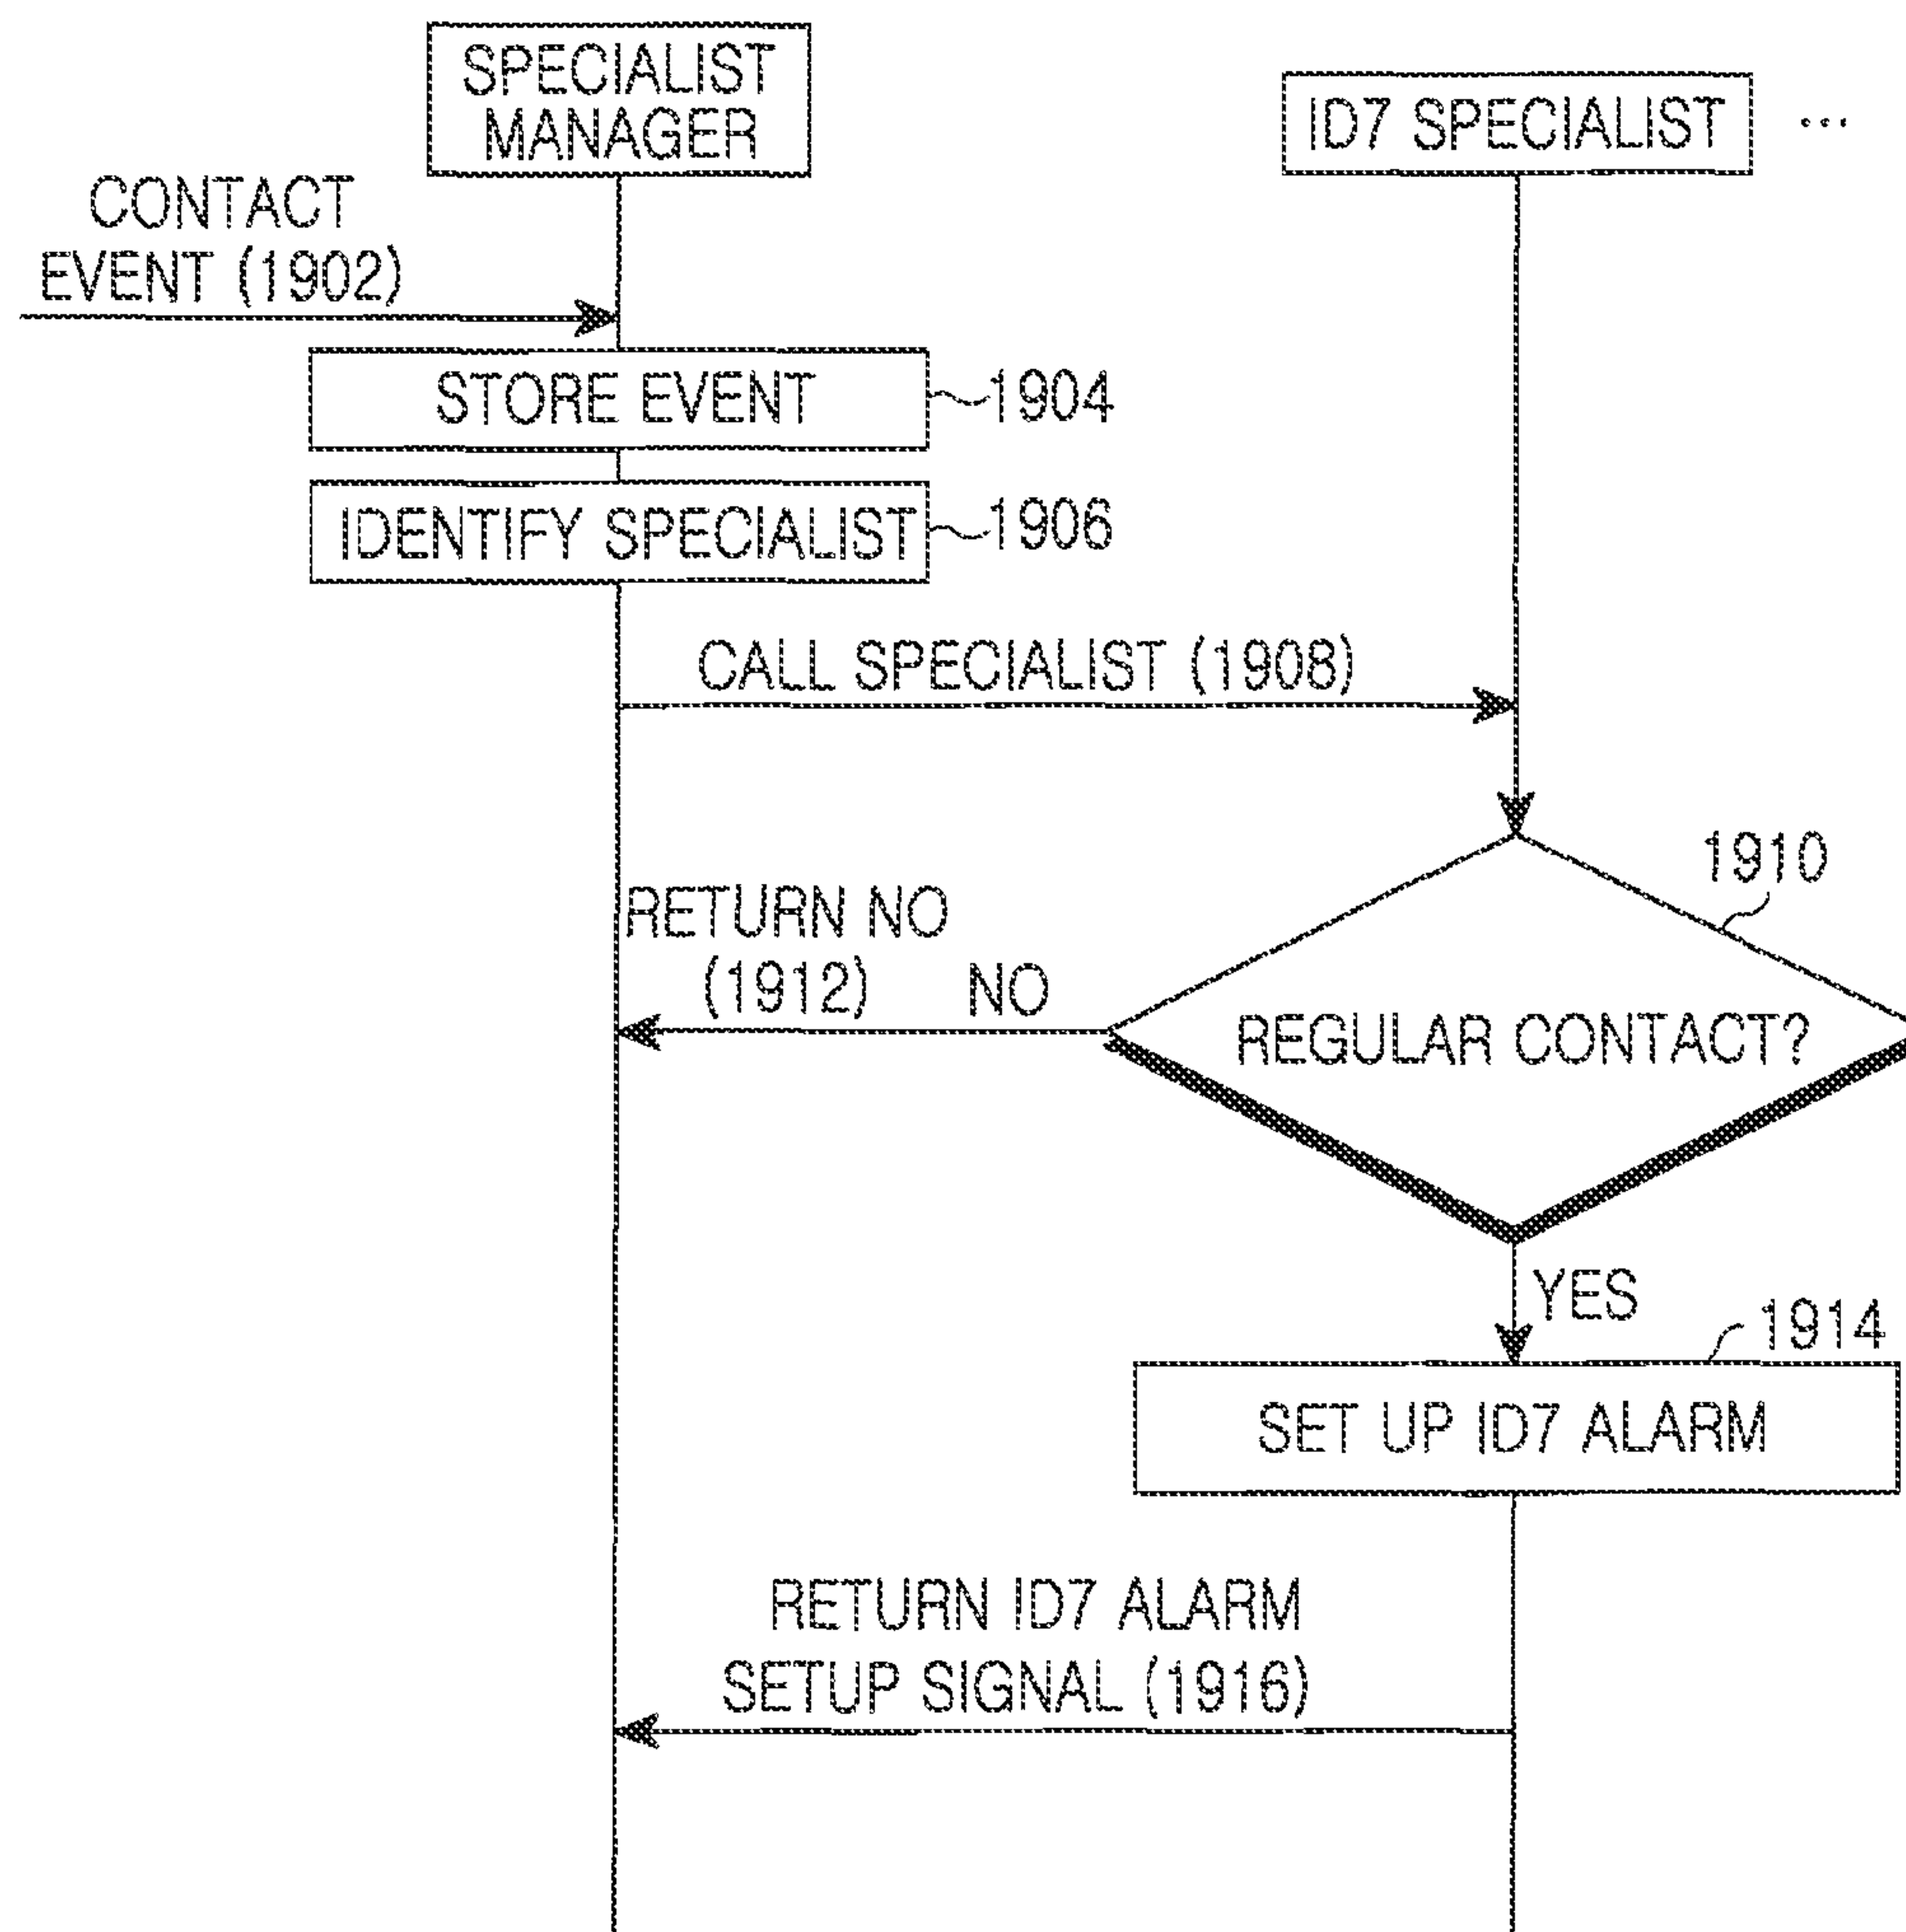 SPECIALIST
MANAGER
ID7 SPECIALIST ...
CONTACT
EVENT (1902)
STORE EVENT
1904
IDENTIFY SPECIALIST
1906
CALL SPECIALIST (1908)
1910
RETURN NO
(1912) NO
REGULAR CONTACT?
YES
1914
SET UP ID7 ALARM
RETURN ID7 ALARM
SETUP SIGNAL (1916)